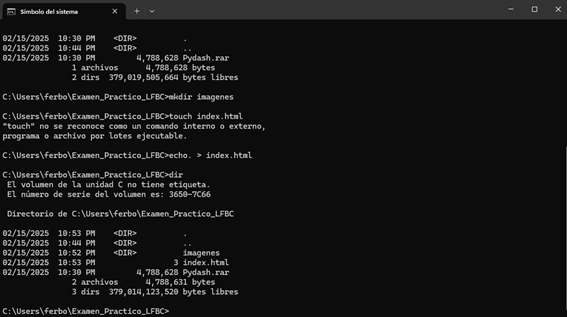 Símbolo del sistema
02/15/2025  10:30 PM    <DIR>          .
02/15/2025  10:44 PM    <DIR>          ..
02/15/2025  10:30 PM         4,788,628 Pydash.rar
               1 archivos      4,788,628 bytes
               2 dirs  379,019,505,664 bytes libres
C:\Users\ferbo\Examen_Practico_LFBC>mkdir imagenes
C:\Users\ferbo\Examen_Practico_LFBC>touch index.html
"touch" no se reconoce como un comando interno o externo,
programa o archivo por lotes ejecutable.
C:\Users\ferbo\Examen_Practico_LFBC>echo. > index.html
C:\Users\ferbo\Examen_Practico_LFBC>dir
 El volumen de la unidad C no tiene etiqueta.
 El número de serie del volumen es: 3650-7C66
 Directorio de C:\Users\ferbo\Examen_Practico_LFBC
02/15/2025  10:53 PM    <DIR>          .
02/15/2025  10:44 PM    <DIR>          ..
02/15/2025  10:52 PM    <DIR>          imagenes
02/15/2025  10:53 PM                 3 index.html
02/15/2025  10:30 PM         4,788,628 Pydash.rar
               2 archivos      4,788,631 bytes
               3 dirs  379,014,123,520 bytes libres
C:\Users\ferbo\Examen_Practico_LFBC>